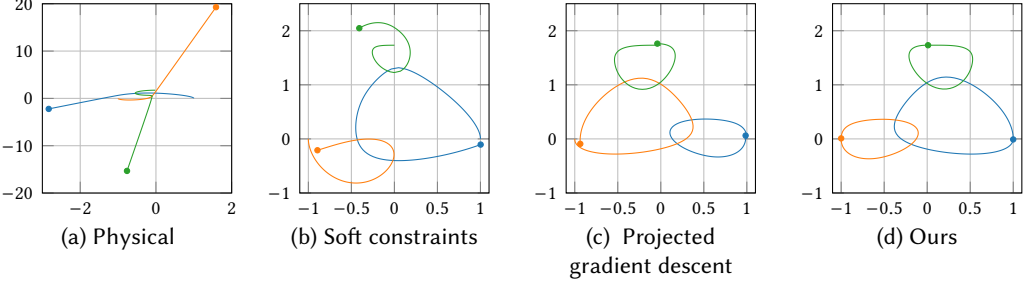 20
10
0
−10
−20
−2 0 2
(a) Physical
2
1
0
−1
−1 −0.5 0 0.5 1
(b) Soft constraints
2
1
0
−1
−1 −0.5 0 0.5 1
(c) Projected
gradient descent
2
1
0
−1
−1 −0.5 0 0.5 1
(d) Ours